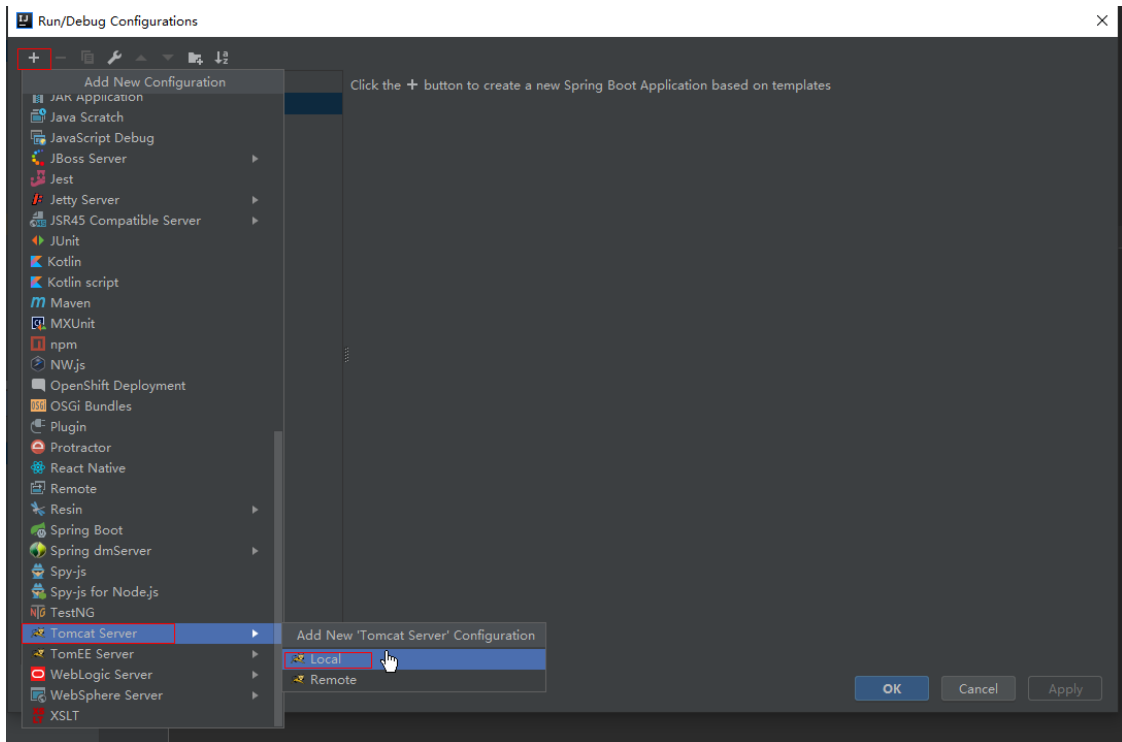 Run/Debug Configurations
Add New Configuration
Click the + button to create a new Spring Boot Application based on templates
JAR Application
Java Scratch
JavaScript Debug
JBoss Server
Jest
Jetty Server
JSR45 Compatible Server
JUnit
Kotlin
Kotlin script
Maven
MXUnit
npm
NW.js
OpenShift Deployment
OSGi Bundles
Plugin
Protractor
React Native
Remote
Resin
Spring Boot
Spring dmServer
Spy-js
Spy-js for Node.js
TestNG
Tomcat Server
Add New 'Tomcat Server' Configuration
TomEE Server
Local
WebLogic Server
Remote
WebSphere Server
OK
Cancel
Apply
XSLT